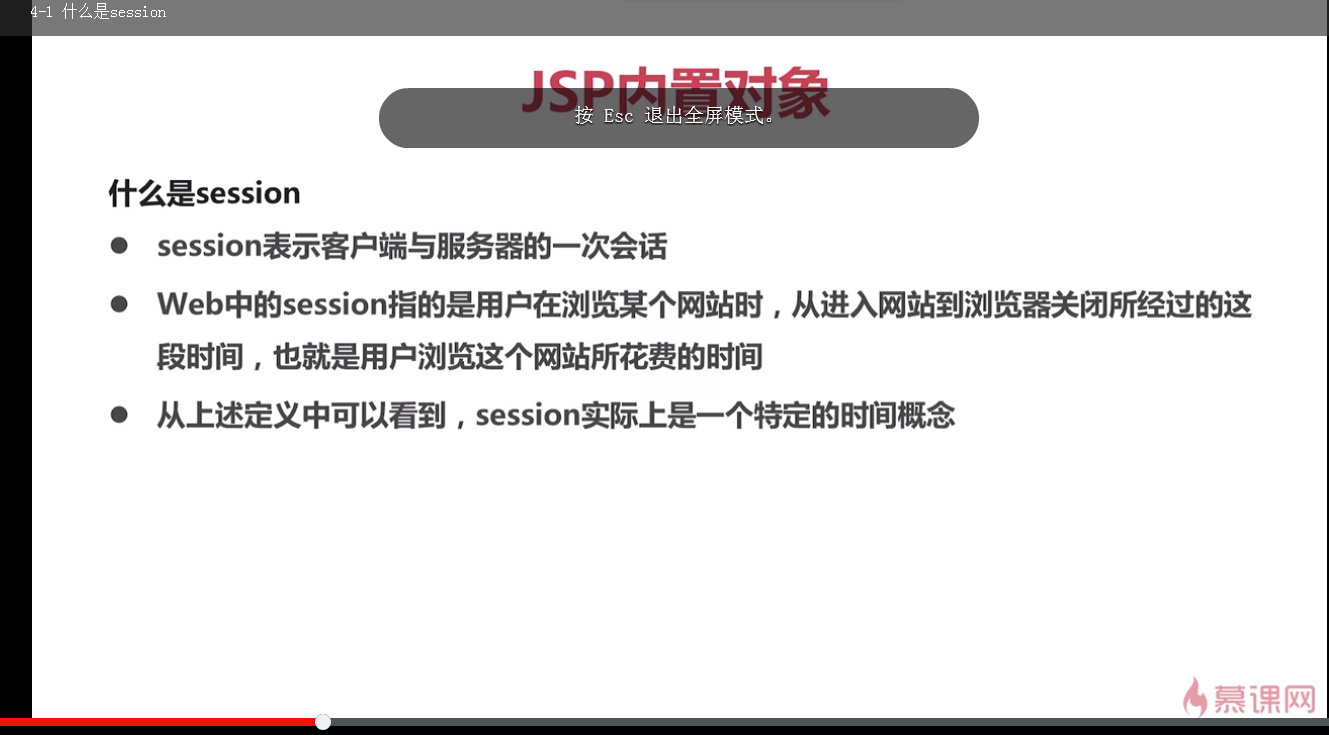 4-1 什么是session
JSP内置对象
按 Esc 退出全屏模式。
什么是session
● session表示客户端与服务器的一次会话
● Web中的session指的是用户在浏览某个网站时，从进入网站到浏览器关闭所经过的这
段时间，也就是用户浏览这个网站所花费的时间
● 从上述定义中可以看到，session实际上是一个特定的时间概念
慕课网